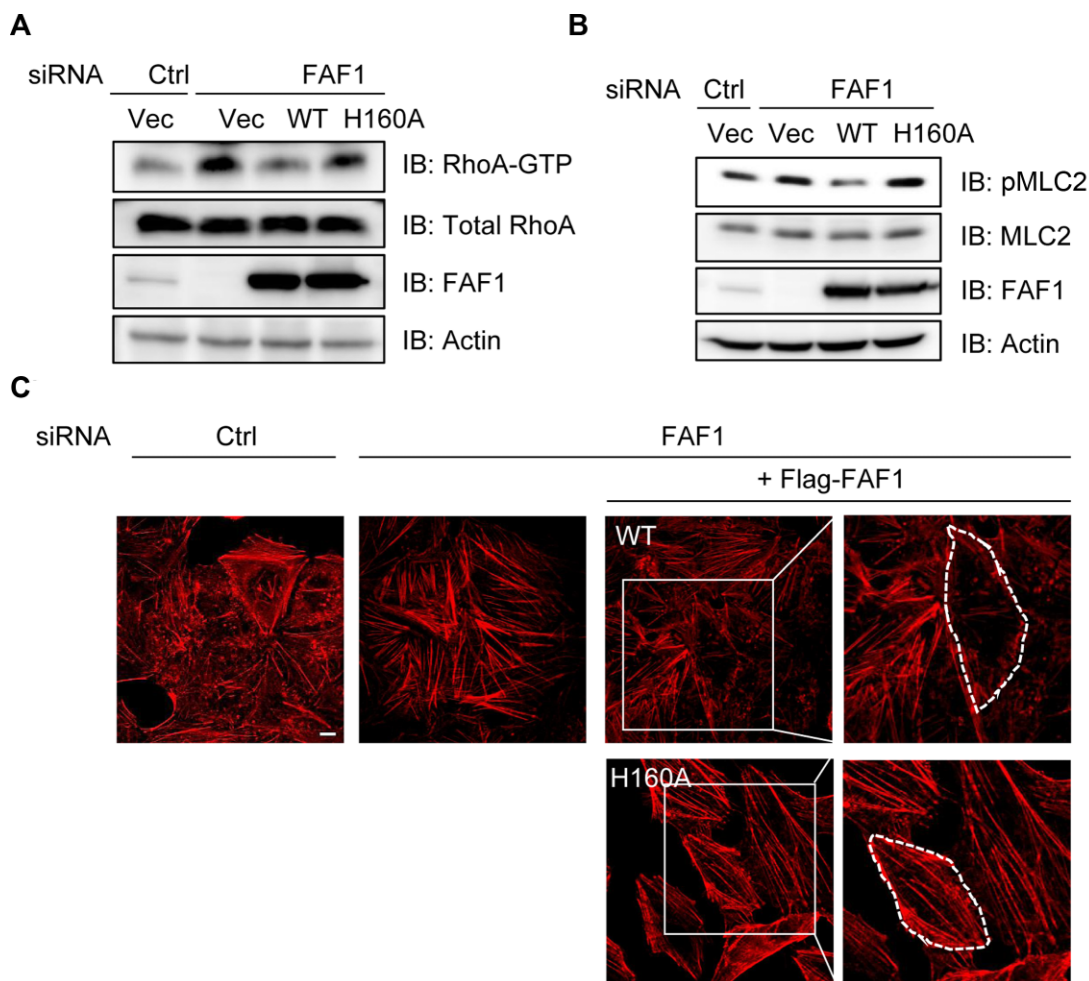 A
siRNA Ctrl FAF1
Vec Vec WT H160A
IB: RhoA-GTP
IB: Total RhoA
IB: FAF1
IB: Actin
B
siRNA Ctrl FAF1
Vec Vec WT H160A
IB: pMLC2
IB: MLC2
IB: FAF1
IB: Actin
C
siRNA Ctrl FAF1
+ Flag-FAF1
WT
H160A